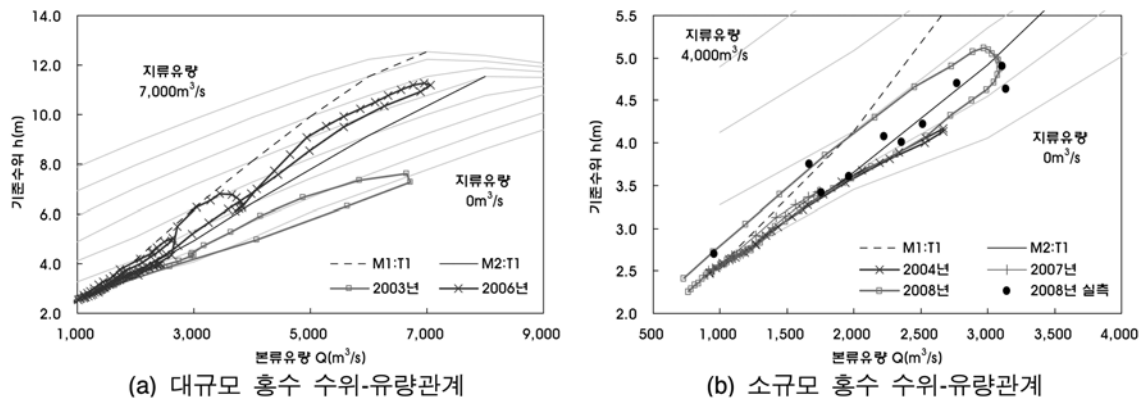 14.0
12.0
10.0
8.0
6.0
4.0
2.0
기준수위 h(m)
지류유량
7,000m³/s
지류유량
0m³/s
M1:T1
M2:T1
2003년
2006년
1,000
3,000
5,000
7,000
9,000
본류유량 Q(m³/s)
(a) 대규모 홍수 수위-유량관계
5.5
5.0
4.5
4.0
3.5
3.0
2.5
2.0
기준수위 h(m)
지류유량
4,000m³/s
지류유량
0m³/s
M1:T1
M2:T1
2004년
2007년
2008년
2008년 실측
500
1,000
1,500
2,000
2,500
3,000
3,500
4,000
본류유량 Q(m³/s)
(b) 소규모 홍수 수위-유량관계